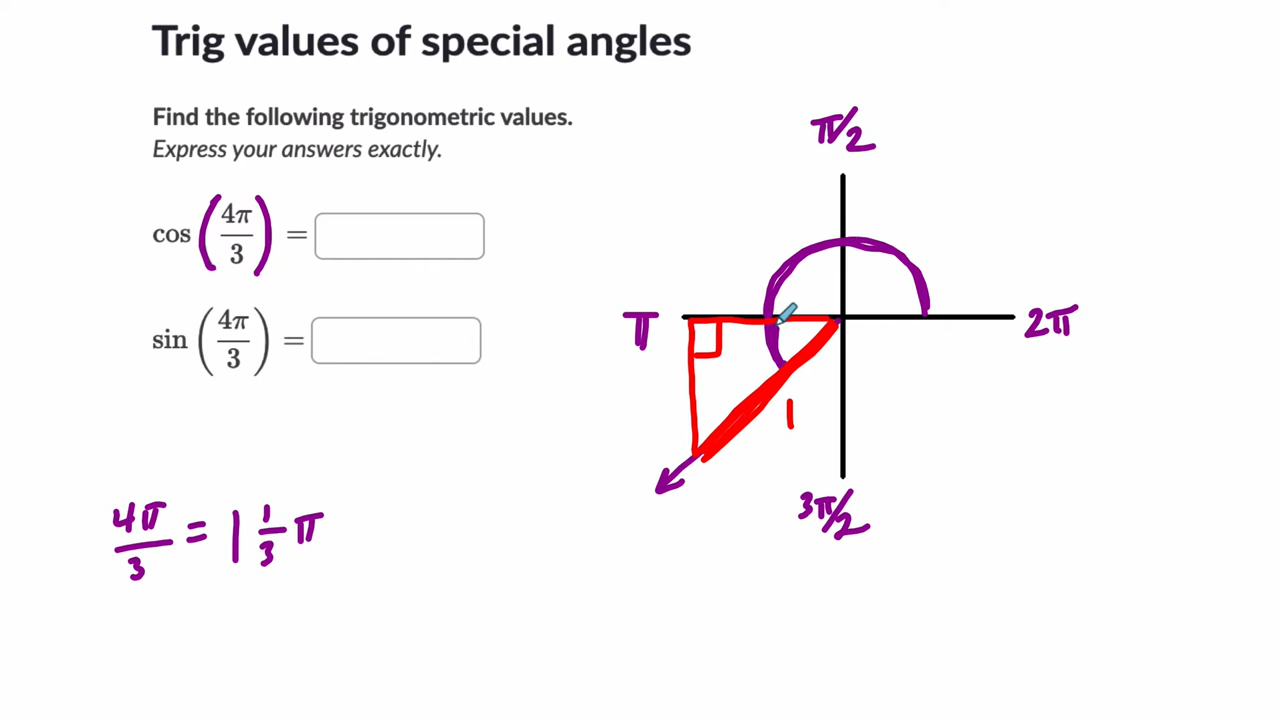 Trig values of special angles
Find the following trigonometric values.
Express your answers exactly.
cos(4π/3) =
sin(4π/3) =
4π/3 = 1 1/3 π
π/2
π
2π
1
3π/2